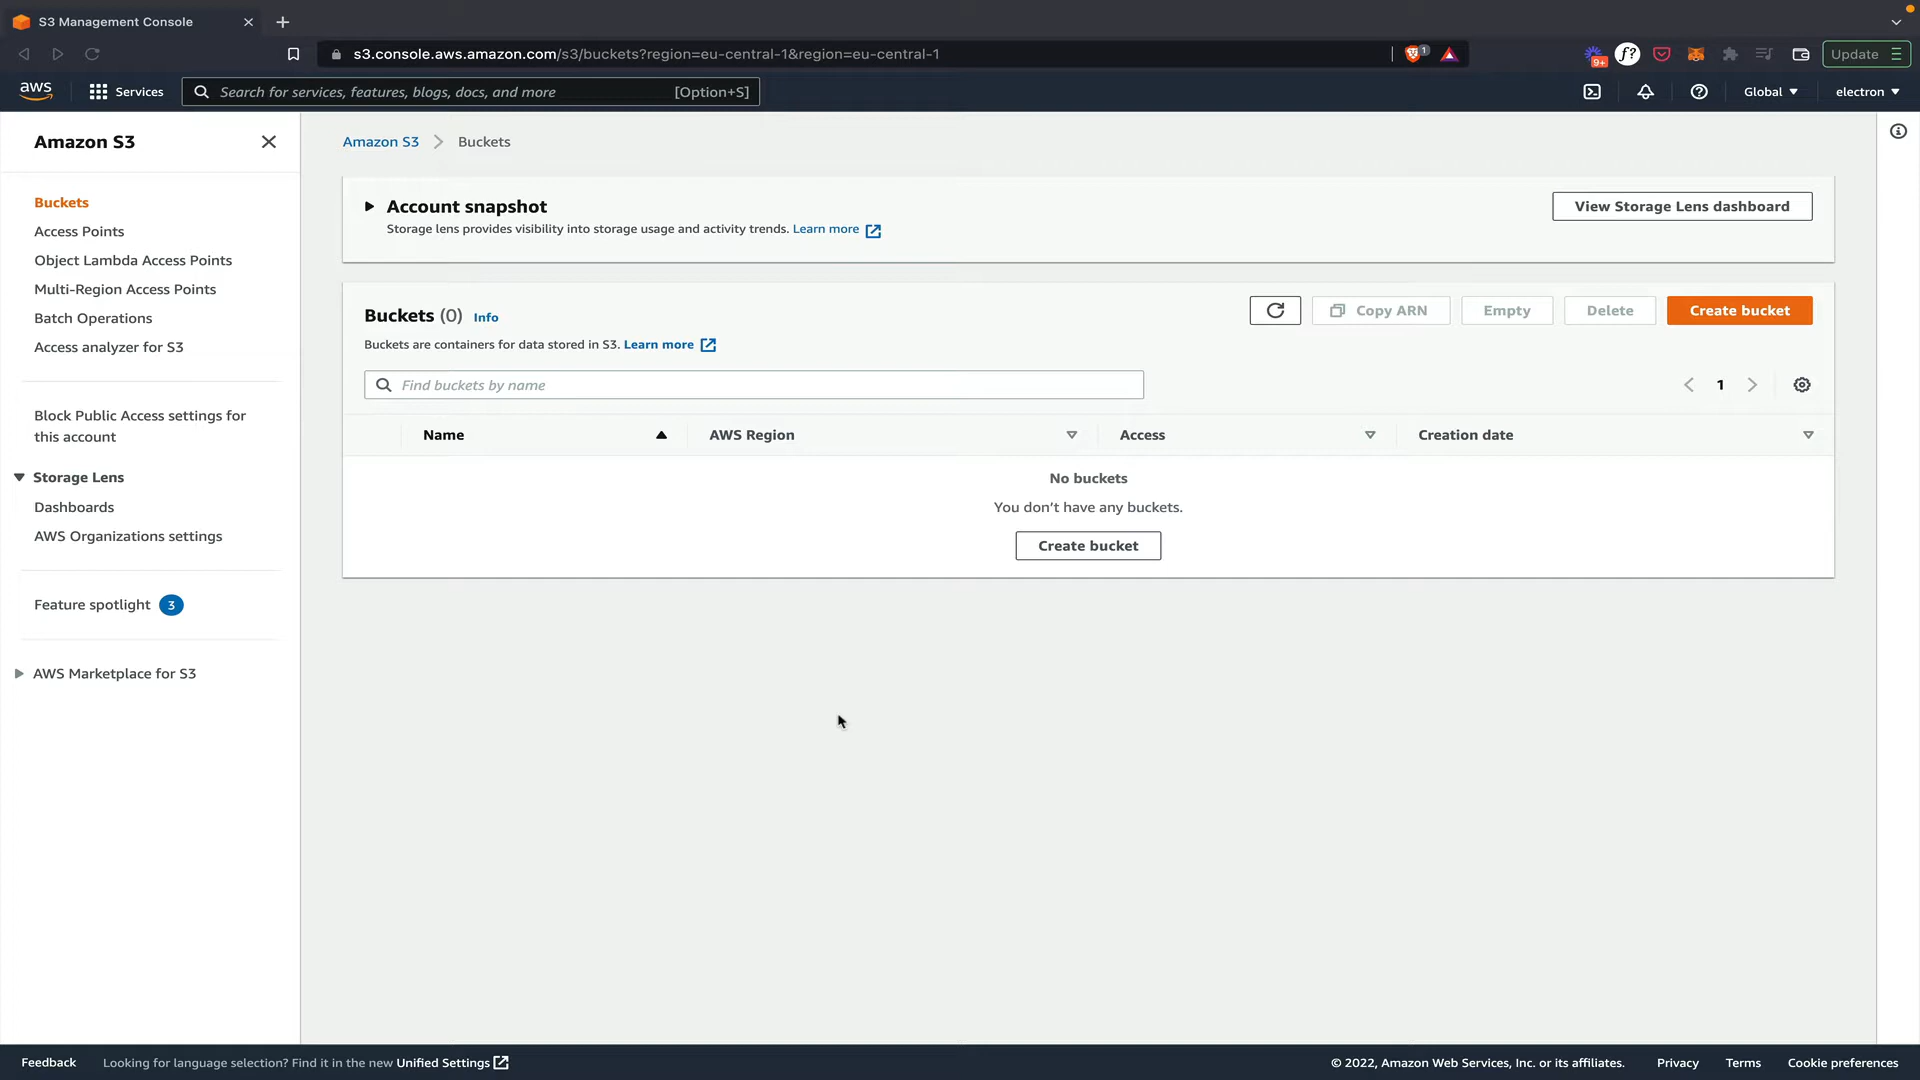 S3 Management Console
s3.console.aws.amazon.com/s3/buckets?region=eu-central-1&region=eu-central-1
1
9+
f?
Update
aws
Services
Search for services, features, blogs, docs, and more
[Option+S]
Global
electron
Amazon S3
Buckets
Access Points
Object Lambda Access Points
Multi-Region Access Points
Batch Operations
Access analyzer for S3
Block Public Access settings for
this account
Storage Lens
Dashboards
AWS Organizations settings
Feature spotlight 3
AWS Marketplace for S3
Amazon S3 > Buckets
Account snapshot
Storage lens provides visibility into storage usage and activity trends. Learn more
View Storage Lens dashboard
Buckets (0) Info
Buckets are containers for data stored in S3. Learn more
Copy ARN
Empty
Delete
Create bucket
Find buckets by name
1
Name
AWS Region
Access
Creation date
No buckets
You don't have any buckets.
Create bucket
Feedback
Looking for language selection? Find it in the new Unified Settings
© 2022, Amazon Web Services, Inc. or its affiliates.
Privacy
Terms
Cookie preferences